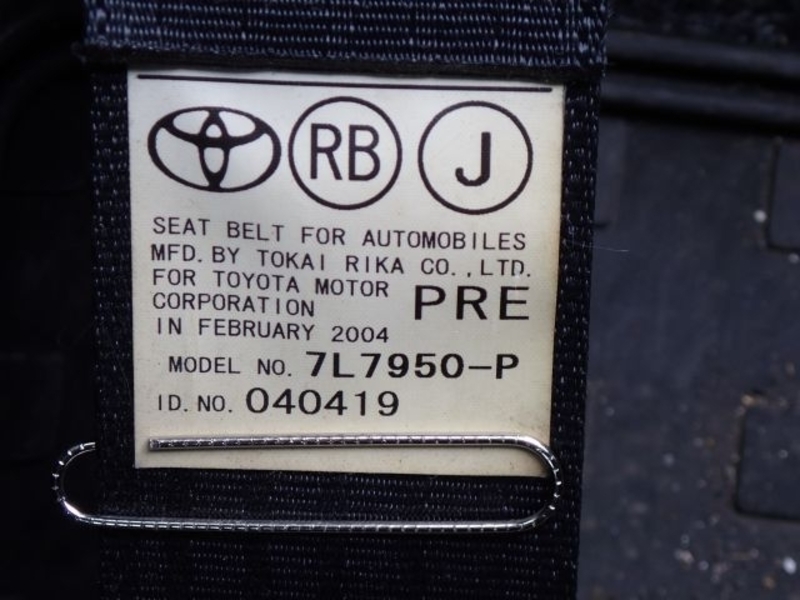 RB J
SEAT BELT FOR AUTOMOBILES
MFD. BY TOKAI RIKA CO., LTD.
FOR TOYOTA MOTOR
CORPORATION PRE
IN FEBRUARY 2004
MODEL NO. 7L7950-P
ID. NO. 040419